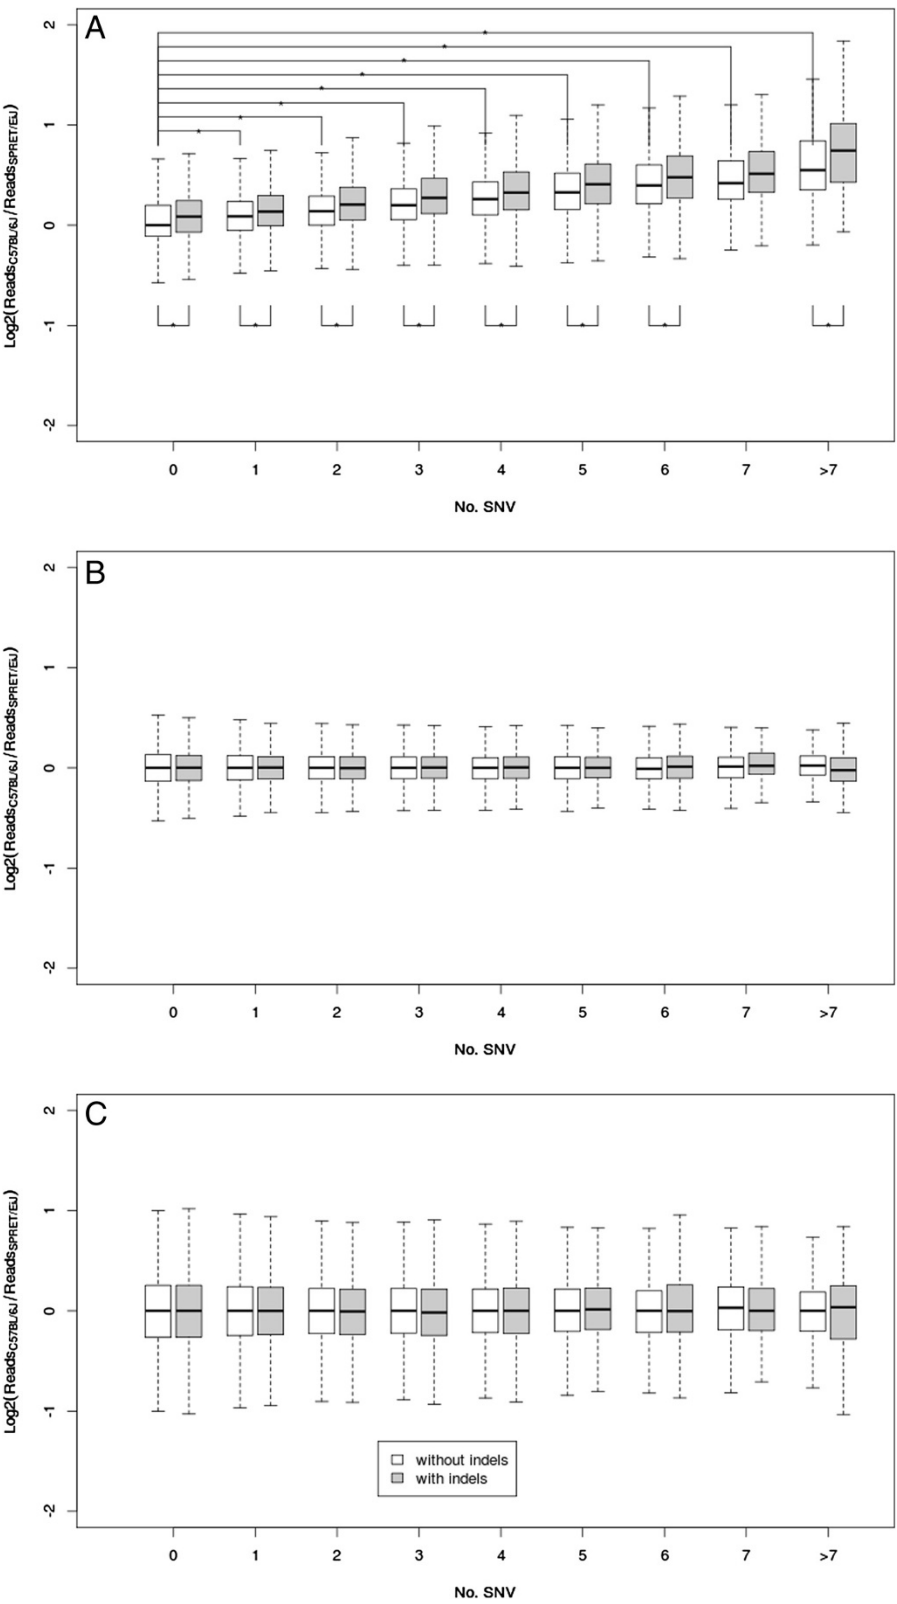 A
2
1
0
-1
-2
Log2(ReadsC57BL/6J/ReadsSPRET/EiJ)
* * * * * * * *
* * * * * * * *
0 1 2 3 4 5 6 7 >7
No. SNV
B
2
1
0
-1
-2
Log2(ReadsC57BL/6J/ReadsSPRET/EiJ)
0 1 2 3 4 5 6 7 >7
No. SNV
C
2
1
0
-1
-2
Log2(ReadsC57BL/6J/ReadsSPRET/EiJ)
without indels
with indels
0 1 2 3 4 5 6 7 >7
No. SNV